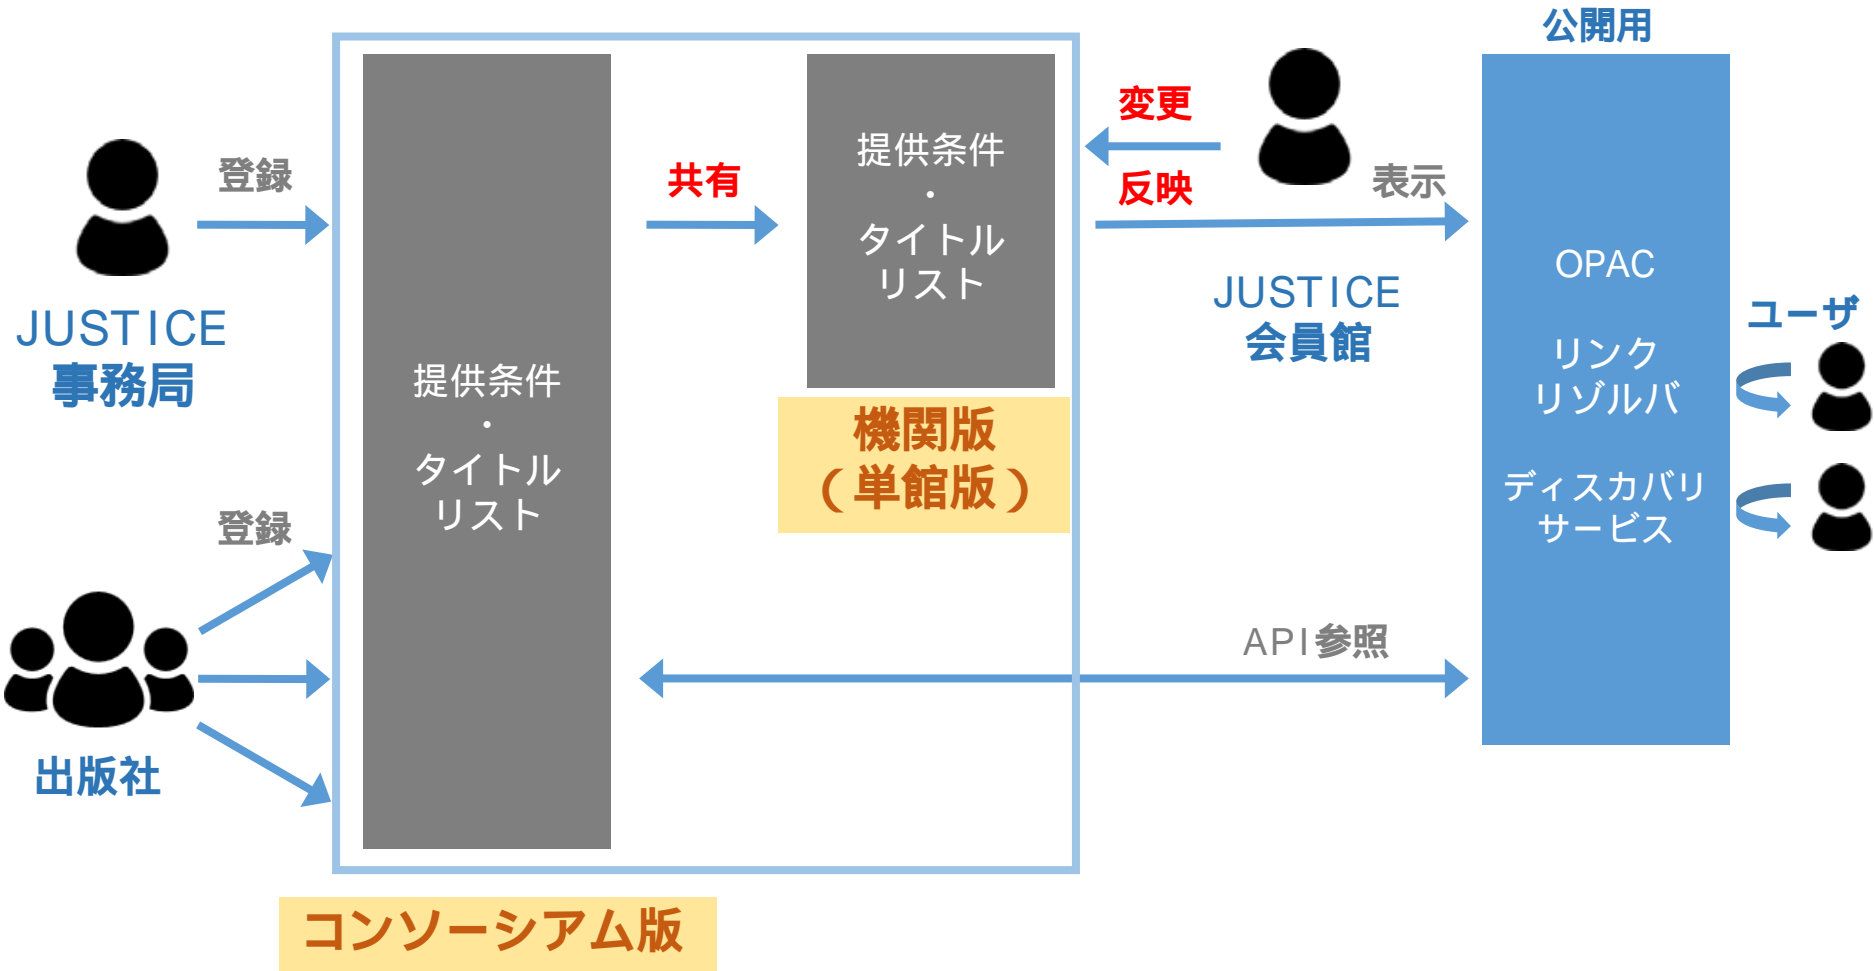 公開用
変更
提供条件
・
タイトル
リスト
登録
共有
反映
表示
OPAC
リンク
リゾルバ
ディスカバリ
サービス
JUSTICE
会員館
ユーザ
JUSTICE
事務局
提供条件
・
タイトル
リスト
機関版
（単館版）
登録
API参照
出版社
コンソーシアム版